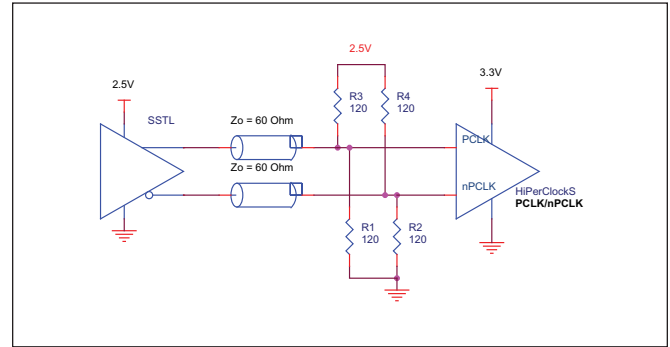 2.5V
2.5V
3.3V
SSTL
Zo = 60 Ohm
R3
120
R4
120
PCLK
Zo = 60 Ohm
nPCLK
HiPerClockS
PCLK/nPCLK
R1
120
R2
120